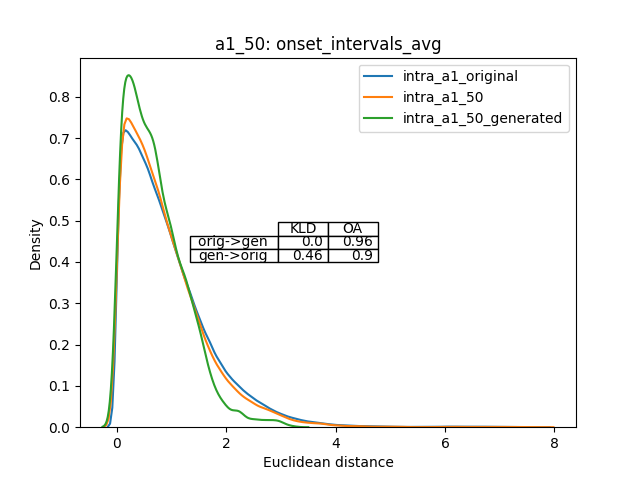 a1_50: onset_intervals_avg
intra_a1_original
intra_a1_50
intra_a1_50_generated
KLD OA
orig->gen 0.0 0.96
gen->orig 0.46 0.9
Density
0.8
0.7
0.6
0.5
0.4
0.3
0.2
0.1
0.0
0 2 4 6 8
Euclidean distance